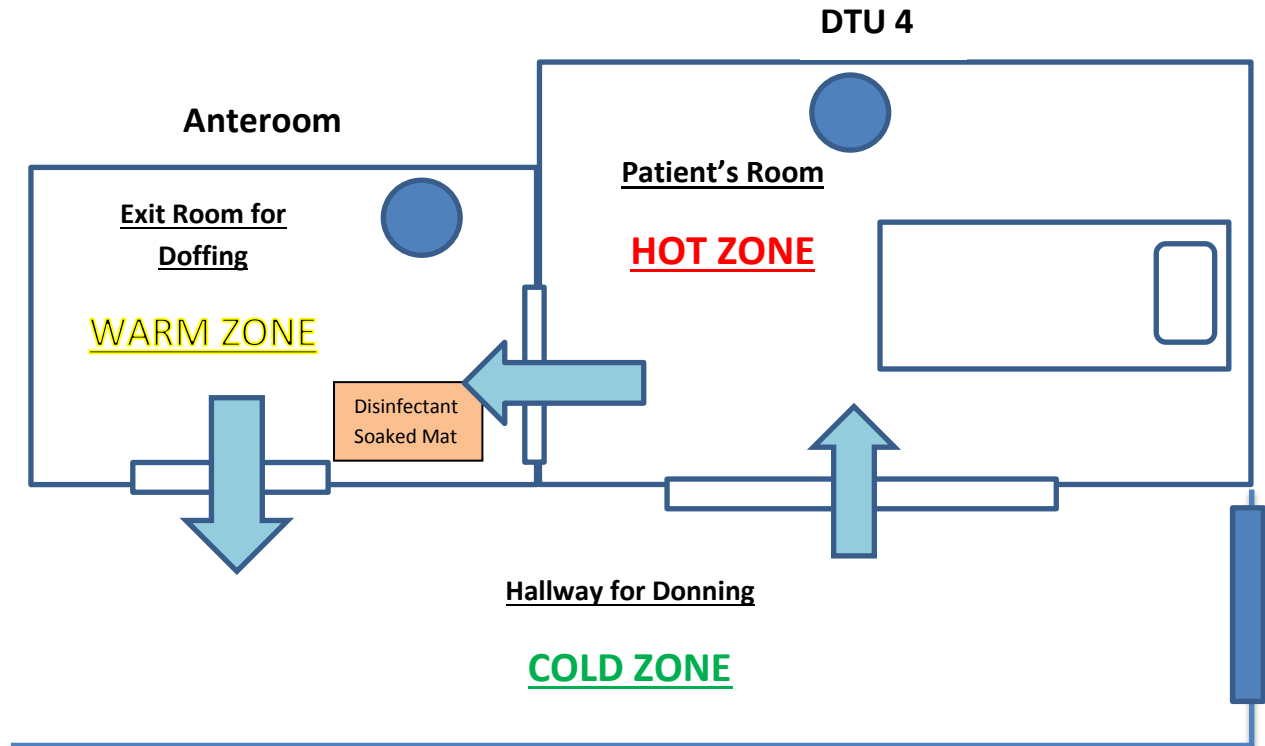 DTU 4
Anteroom
Patient’s Room
HOT ZONE
Exit Room for
Doffing
WARM ZONE
Disinfectant
Soaked Mat
Hallway for Donning
COLD ZONE